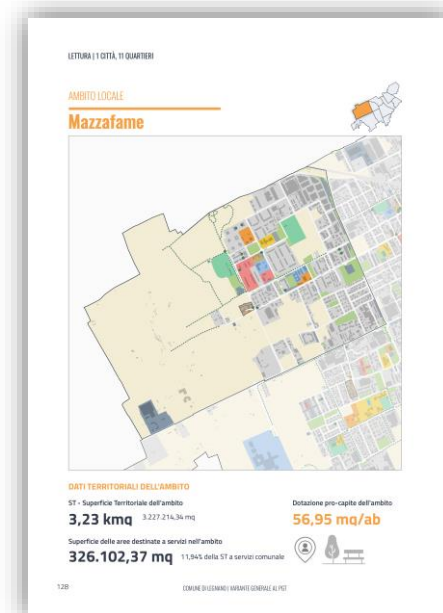 LETTURA | 1 CITTÀ, 11 QUARTIERI
AMBITO LOCALE
Mazzafame
DATI TERRITORIALI DELL'AMBITO
ST - Superficie Territoriale dell'ambito
3,23 kmq 3.227.214,34 mq
Dotazione pro-capite dell'ambito
56,95 mq/ab
Superficie delle aree destinate a servizi nell'ambito
326.102,37 mq 11,94% della ST a servizi comunale
128
COMUNE DI LEGNANO | VARIANTE GENERALE AL PGT